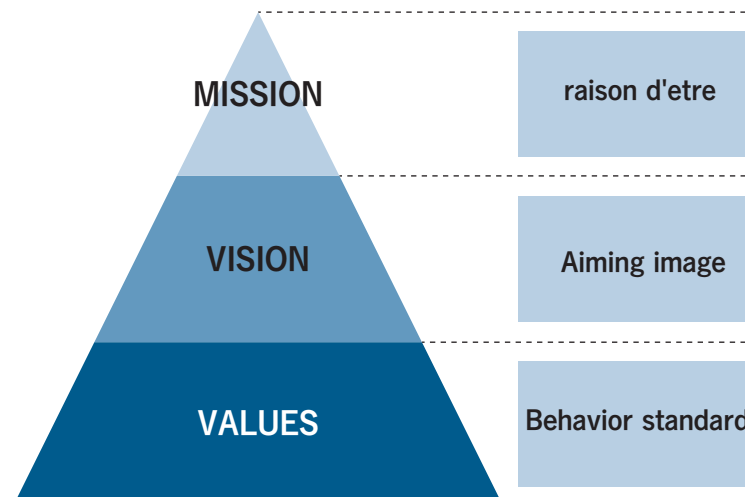 MISSION
raison d'etre
VISION
Aiming image
VALUES
Behavior standard